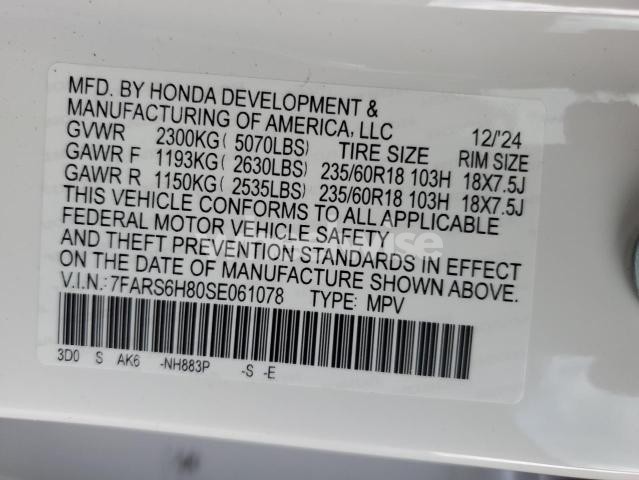 MFD. BY HONDA DEVELOPMENT &
MANUFACTURING OF AMERICA, LLC 12/'24
GVWR 2300KG( 5070LBS) TIRE SIZE RIM SIZE
GAWR F 1193KG( 2630LBS) 235/60R18 103H 18X7.5J
GAWR R 1150KG( 2535LBS) 235/60R18 103H 18X7.5J
THIS VEHICLE CONFORMS TO ALL APPLICABLE
FEDERAL MOTOR VEHICLE SAFETY
AND THEFT PREVENTION STANDARDS IN EFFECT
ON THE DATE OF MANUFACTURE SHOWN ABOVE.
V.I.N.:7FARS6H80SE061078 TYPE: MPV
3D0 S AK6 -NH883P -S -E